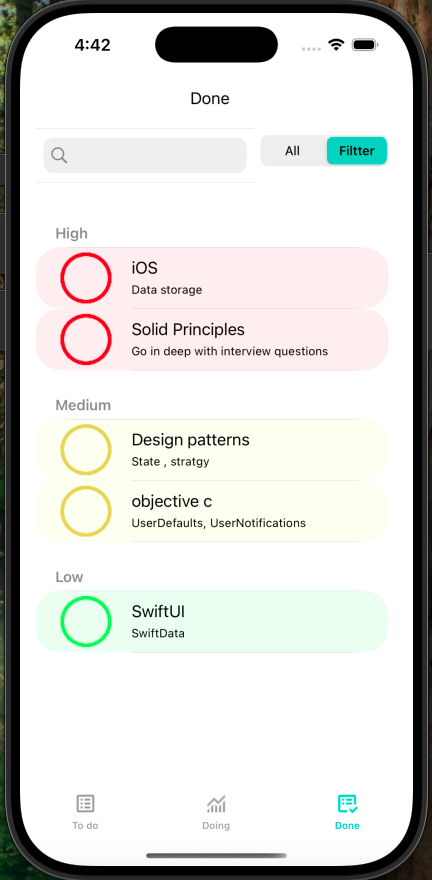 4:42
Done
All
Filtter
High
iOS
Data storage
Solid Principles
Go in deep with interview questions
Medium
Design patterns
State , stratgy
objective c
UserDefaults, UserNotifications
Low
SwiftUI
SwiftData
To do
Doing
Done